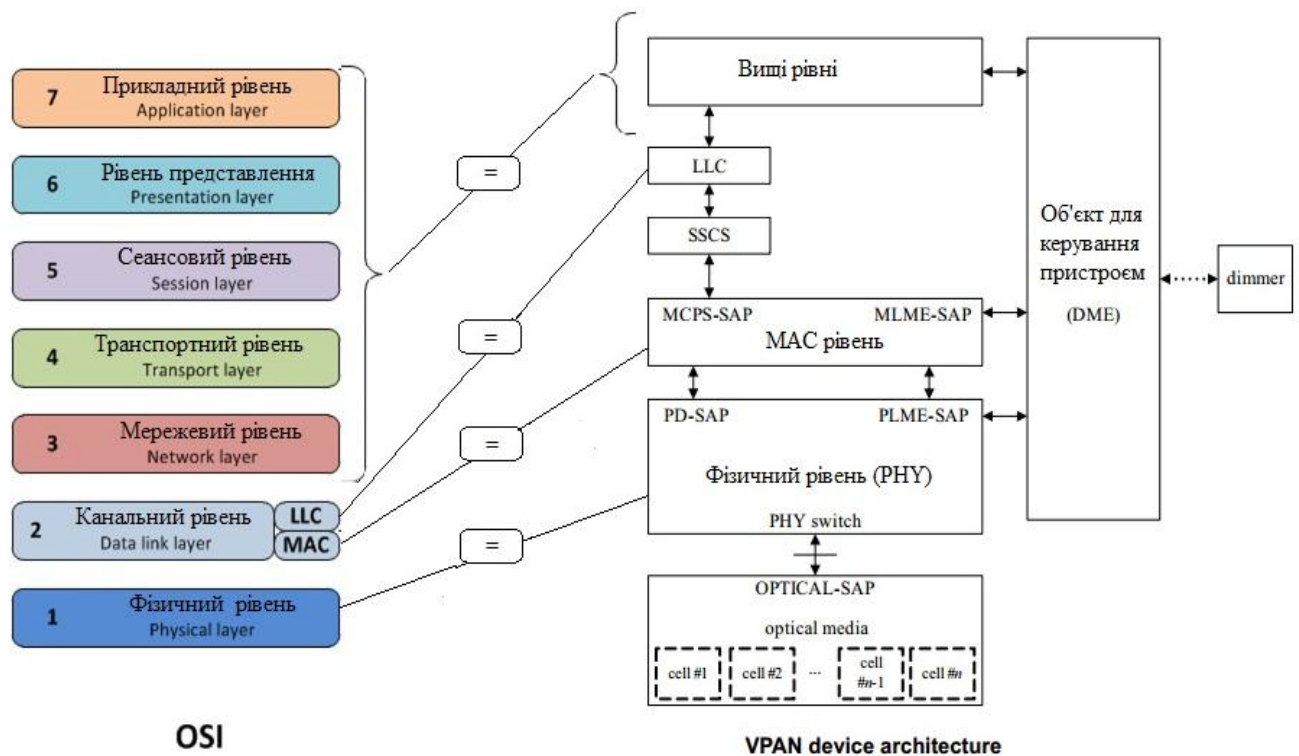 7
Прикладний рівень
Application layer
6
Рівень представлення
Presentation layer
5
Сеансовий рівень
Session layer
4
Транспортний рівень
Transport layer
3
Мережевий рівень
Network layer
2
Канальний рівень
Data link layer
LLC
MAC
1
Фізичний рівень
Physical layer
OSI
=
=
=
=
Вищі рівні
LLC
SSCS
MCPS-SAP MLME-SAP
MAC рівень
PD-SAP PLME-SAP
Фізичний рівень (PHY)
PHY switch
OPTICAL-SAP
optical media
cell #1 cell #2 ... cell #n-1 cell #n
Об'єкт для
керування
пристроєм
(DME)
dimmer
VPAN device architecture